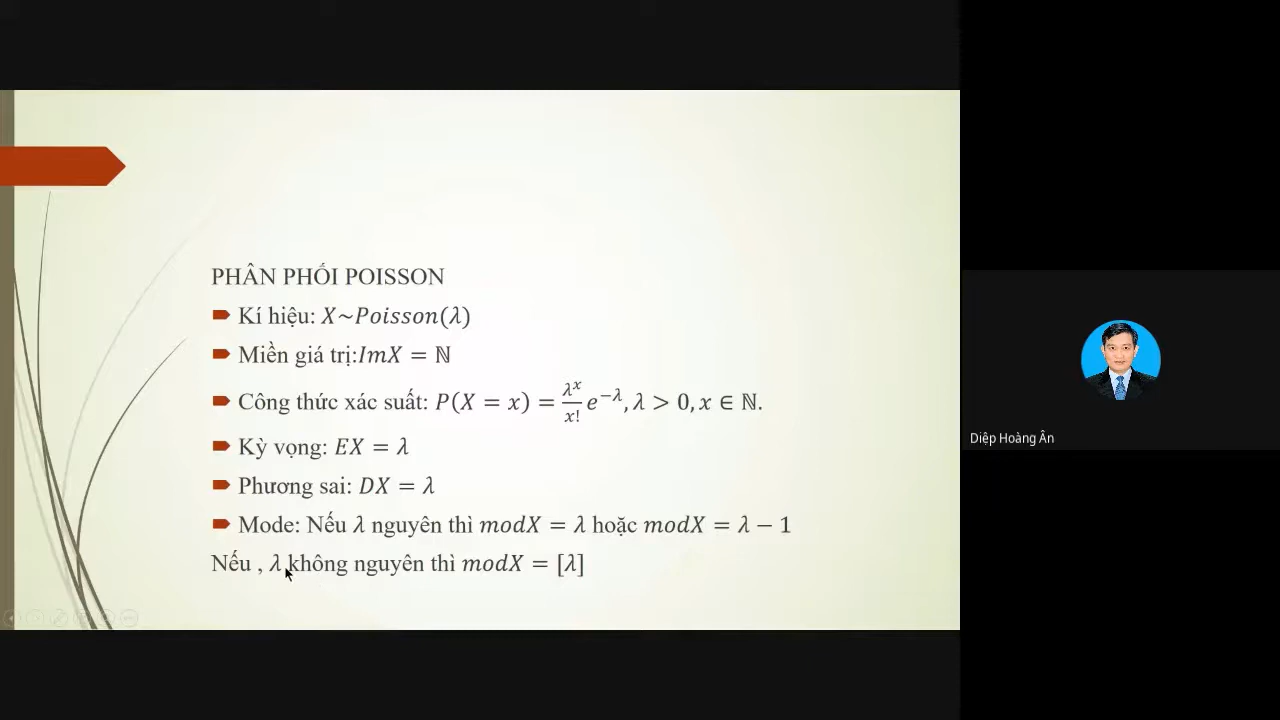 PHÂN PHỐI POISSON
Kí hiệu: X~Poisson(λ)
Miền giá trị:ImX = ℕ
Công thức xác suất: P(X = x) = λ^x/x! e^−λ, λ > 0, x ∈ ℕ.
Kỳ vọng: EX = λ
Phương sai: DX = λ
Mode: Nếu λ nguyên thì modX = λ hoặc modX = λ − 1
Nếu , λ không nguyên thì modX = [λ]
Diệp Hoàng Ân